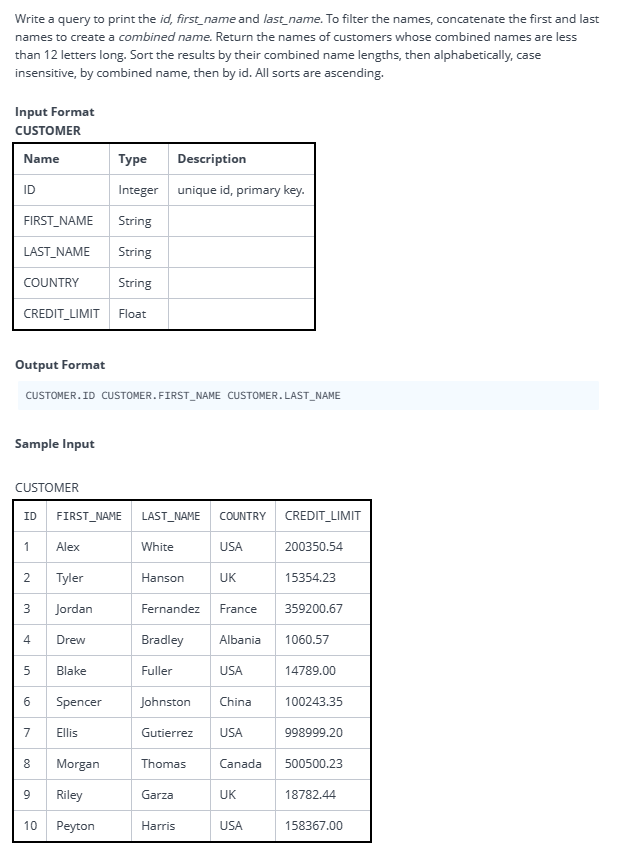 Write a query to print the id, first_name and last_name. To filter the names, concatenate the first and last
names to create a combined name. Return the names of customers whose combined names are less
than 12 letters long. Sort the results by their combined name lengths, then alphabetically, case
insensitive, by combined name, then by id. All sorts are ascending.
Input Format
CUSTOMER
Name Type Description
ID Integer unique id, primary key.
FIRST_NAME String
LAST_NAME String
COUNTRY String
CREDIT_LIMIT Float
Output Format
CUSTOMER.ID CUSTOMER.FIRST_NAME CUSTOMER.LAST_NAME
Sample Input
CUSTOMER
ID FIRST_NAME LAST_NAME COUNTRY CREDIT_LIMIT
1 Alex White USA 200350.54
2 Tyler Hanson UK 15354.23
3 Jordan Fernandez France 359200.67
4 Drew Bradley Albania 1060.57
5 Blake Fuller USA 14789.00
6 Spencer Johnston China 100243.35
7 Ellis Gutierrez USA 998999.20
8 Morgan Thomas Canada 500500.23
9 Riley Garza UK 18782.44
10 Peyton Harris USA 158367.00